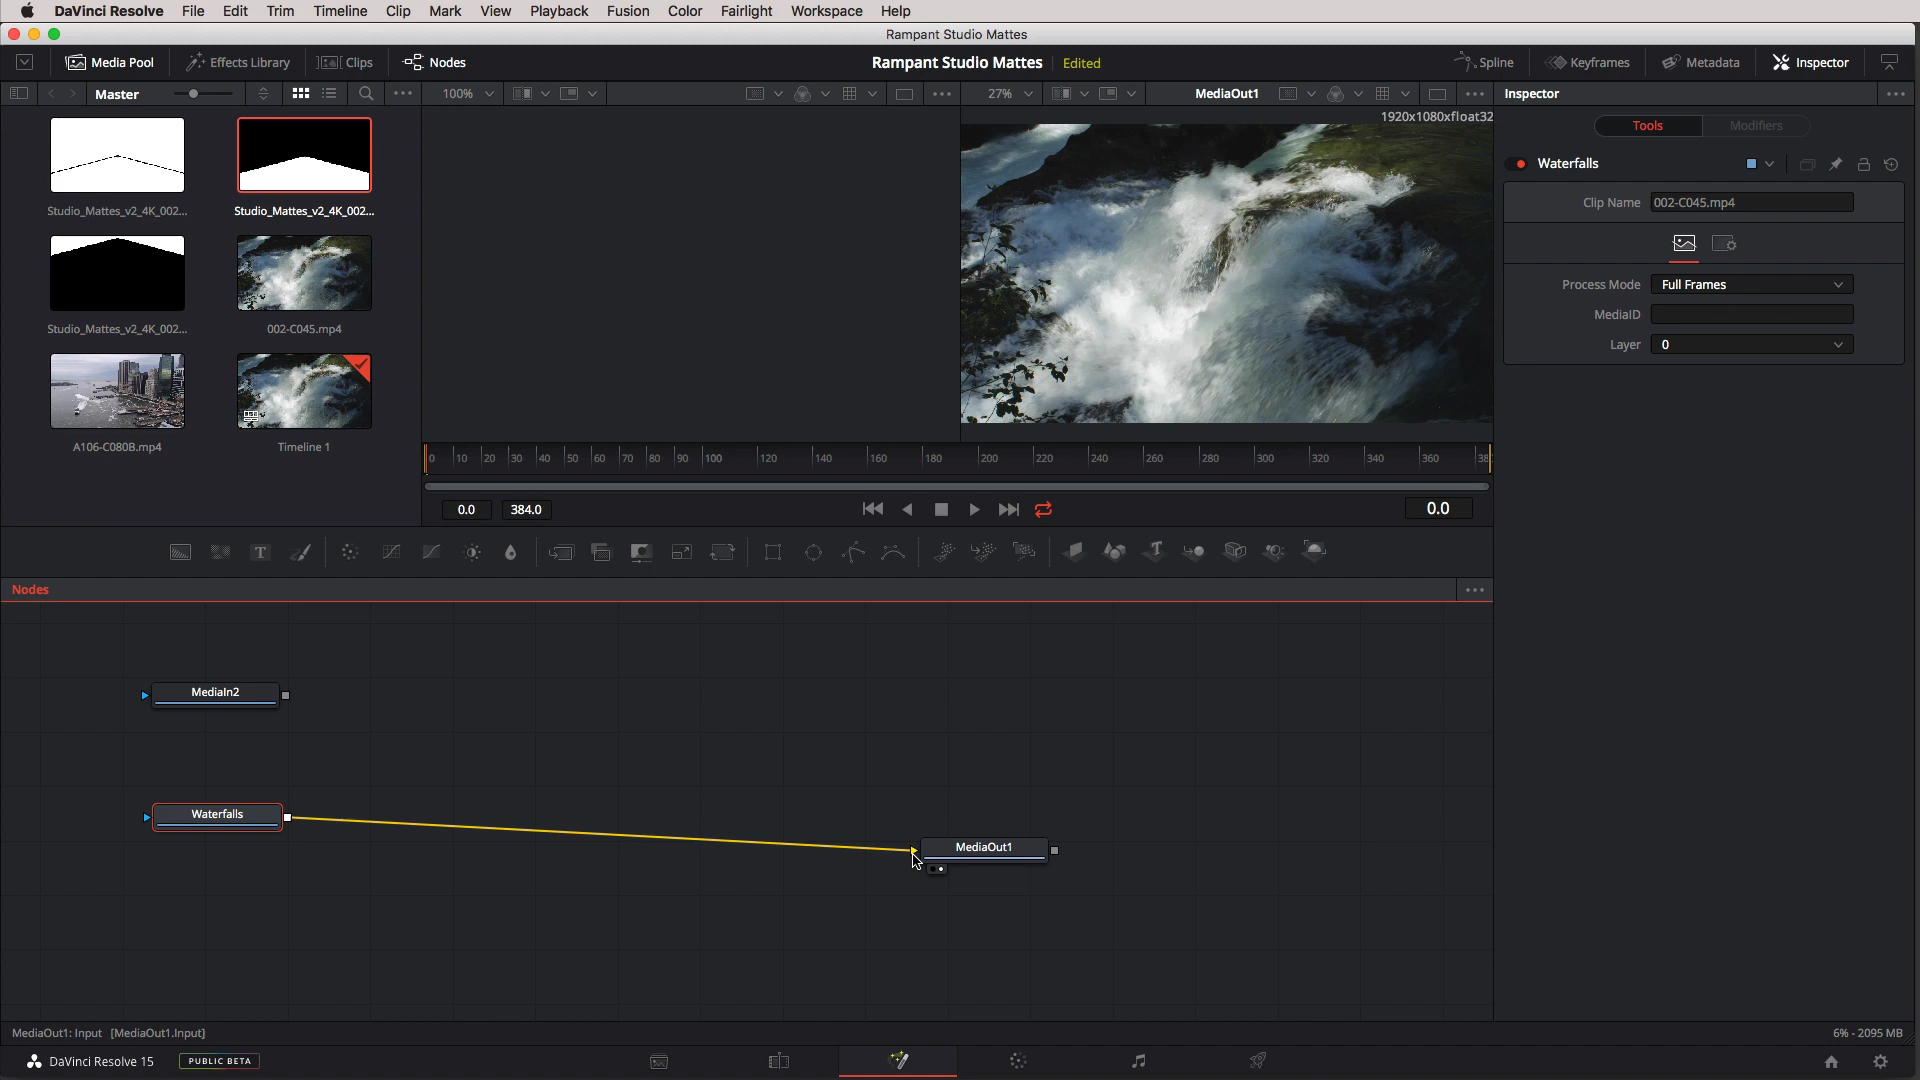 DaVinci Resolve File Edit Trim Timeline Clip Mark View Playback Fusion Color Fairlight Workspace Help
Rampant Studio Mattes
Media Pool Effects Library Clips Nodes Rampant Studio Mattes Edited Spline Keyframes Metadata Inspector
Master 100% 27% MediaOut1 Inspector
1920x1080xfloat32
Tools Modifiers
Waterfalls
Clip Name 002-C045.mp4
Studio_Mattes_v2_4K_002... Studio_Mattes_v2_4K_002...
Process Mode Full Frames
MediaID
Studio_Mattes_v2_4K_002... 002-C045.mp4
Layer 0
A106-C080B.mp4 Timeline 1
0 10 20 30 40 50 60 70 80 90 100 120 140 160 180 200 220 240 260 280 300 320 340 360 38
0.0 384.0 0.0
T T
Nodes
MediaIn2
Waterfalls
MediaOut1
MediaOut1: Input [MediaOut1.Input] 6% - 2095 MB
DaVinci Resolve 15 PUBLIC BETA